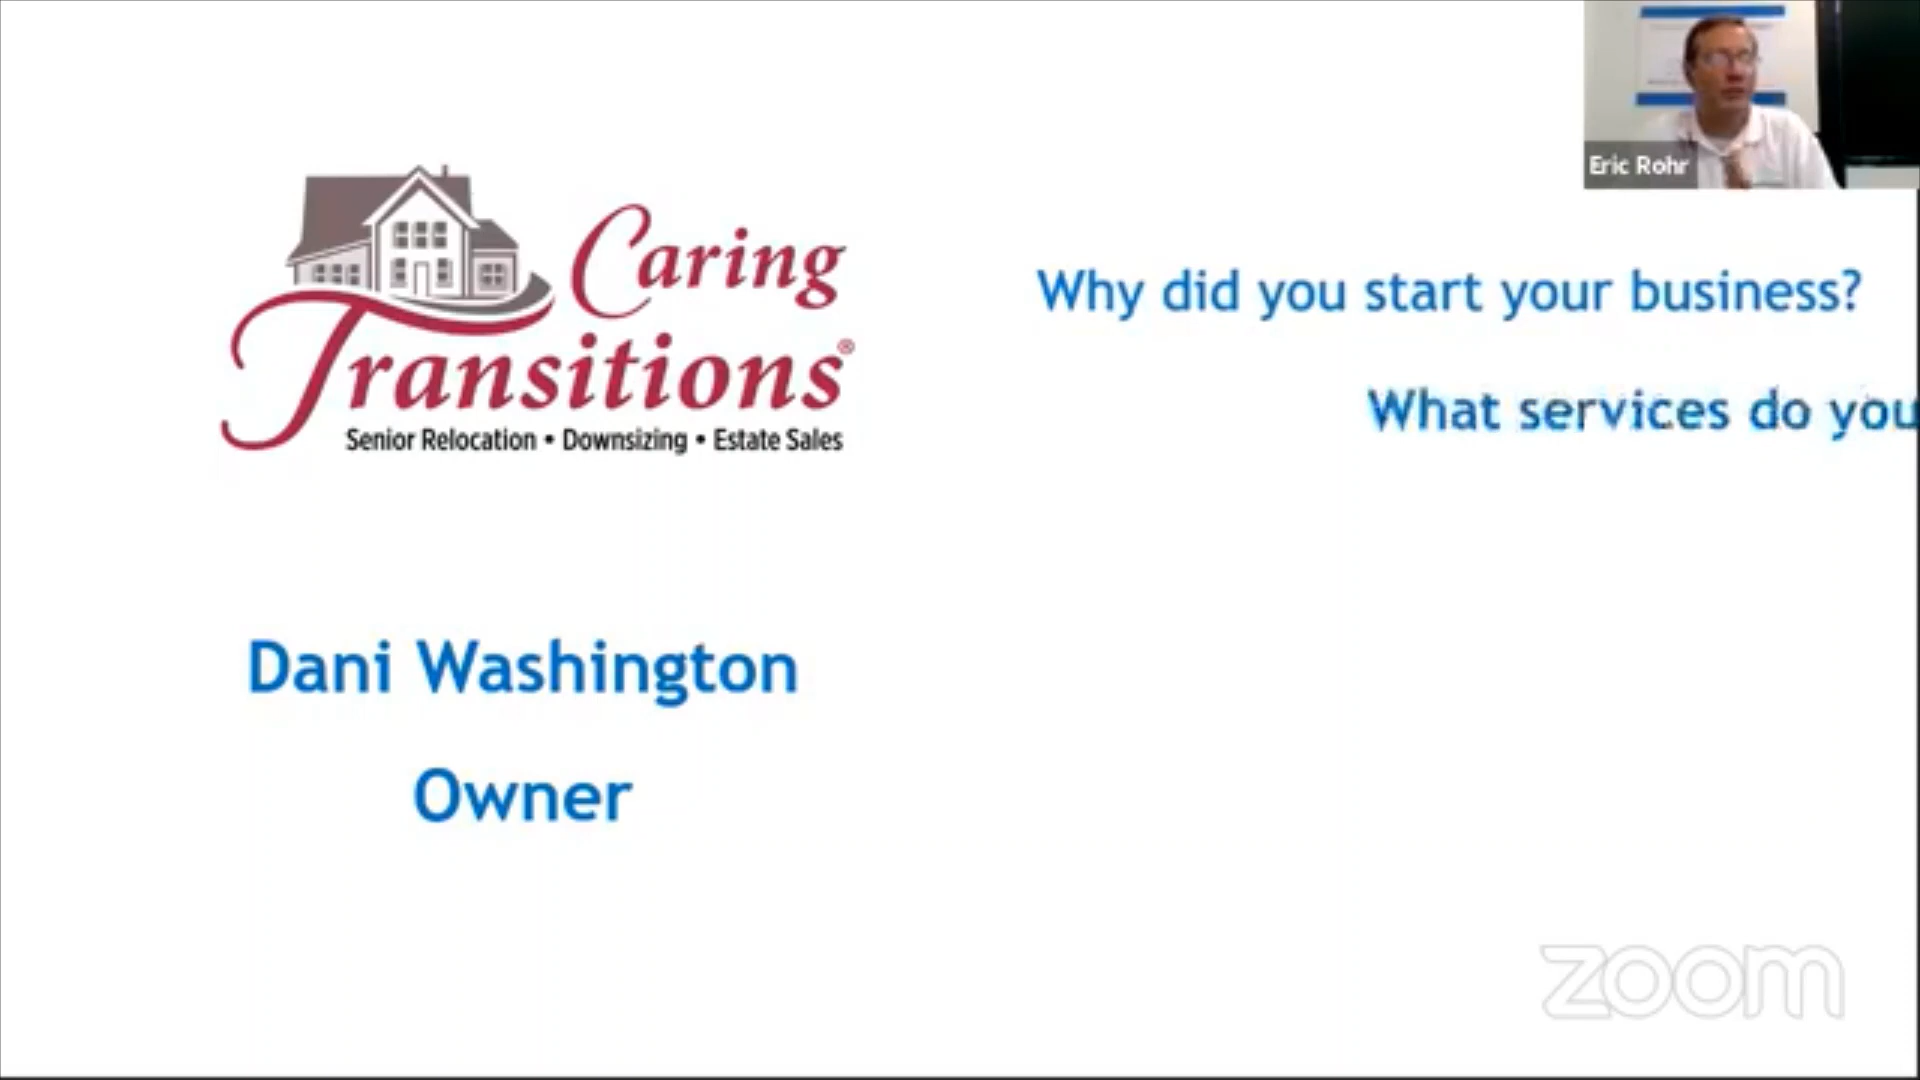 Eric Rohr
Caring
Transitions®
Senior Relocation • Downsizing • Estate Sales
Why did you start your business?
What services do you
Dani Washington
Owner
zoom